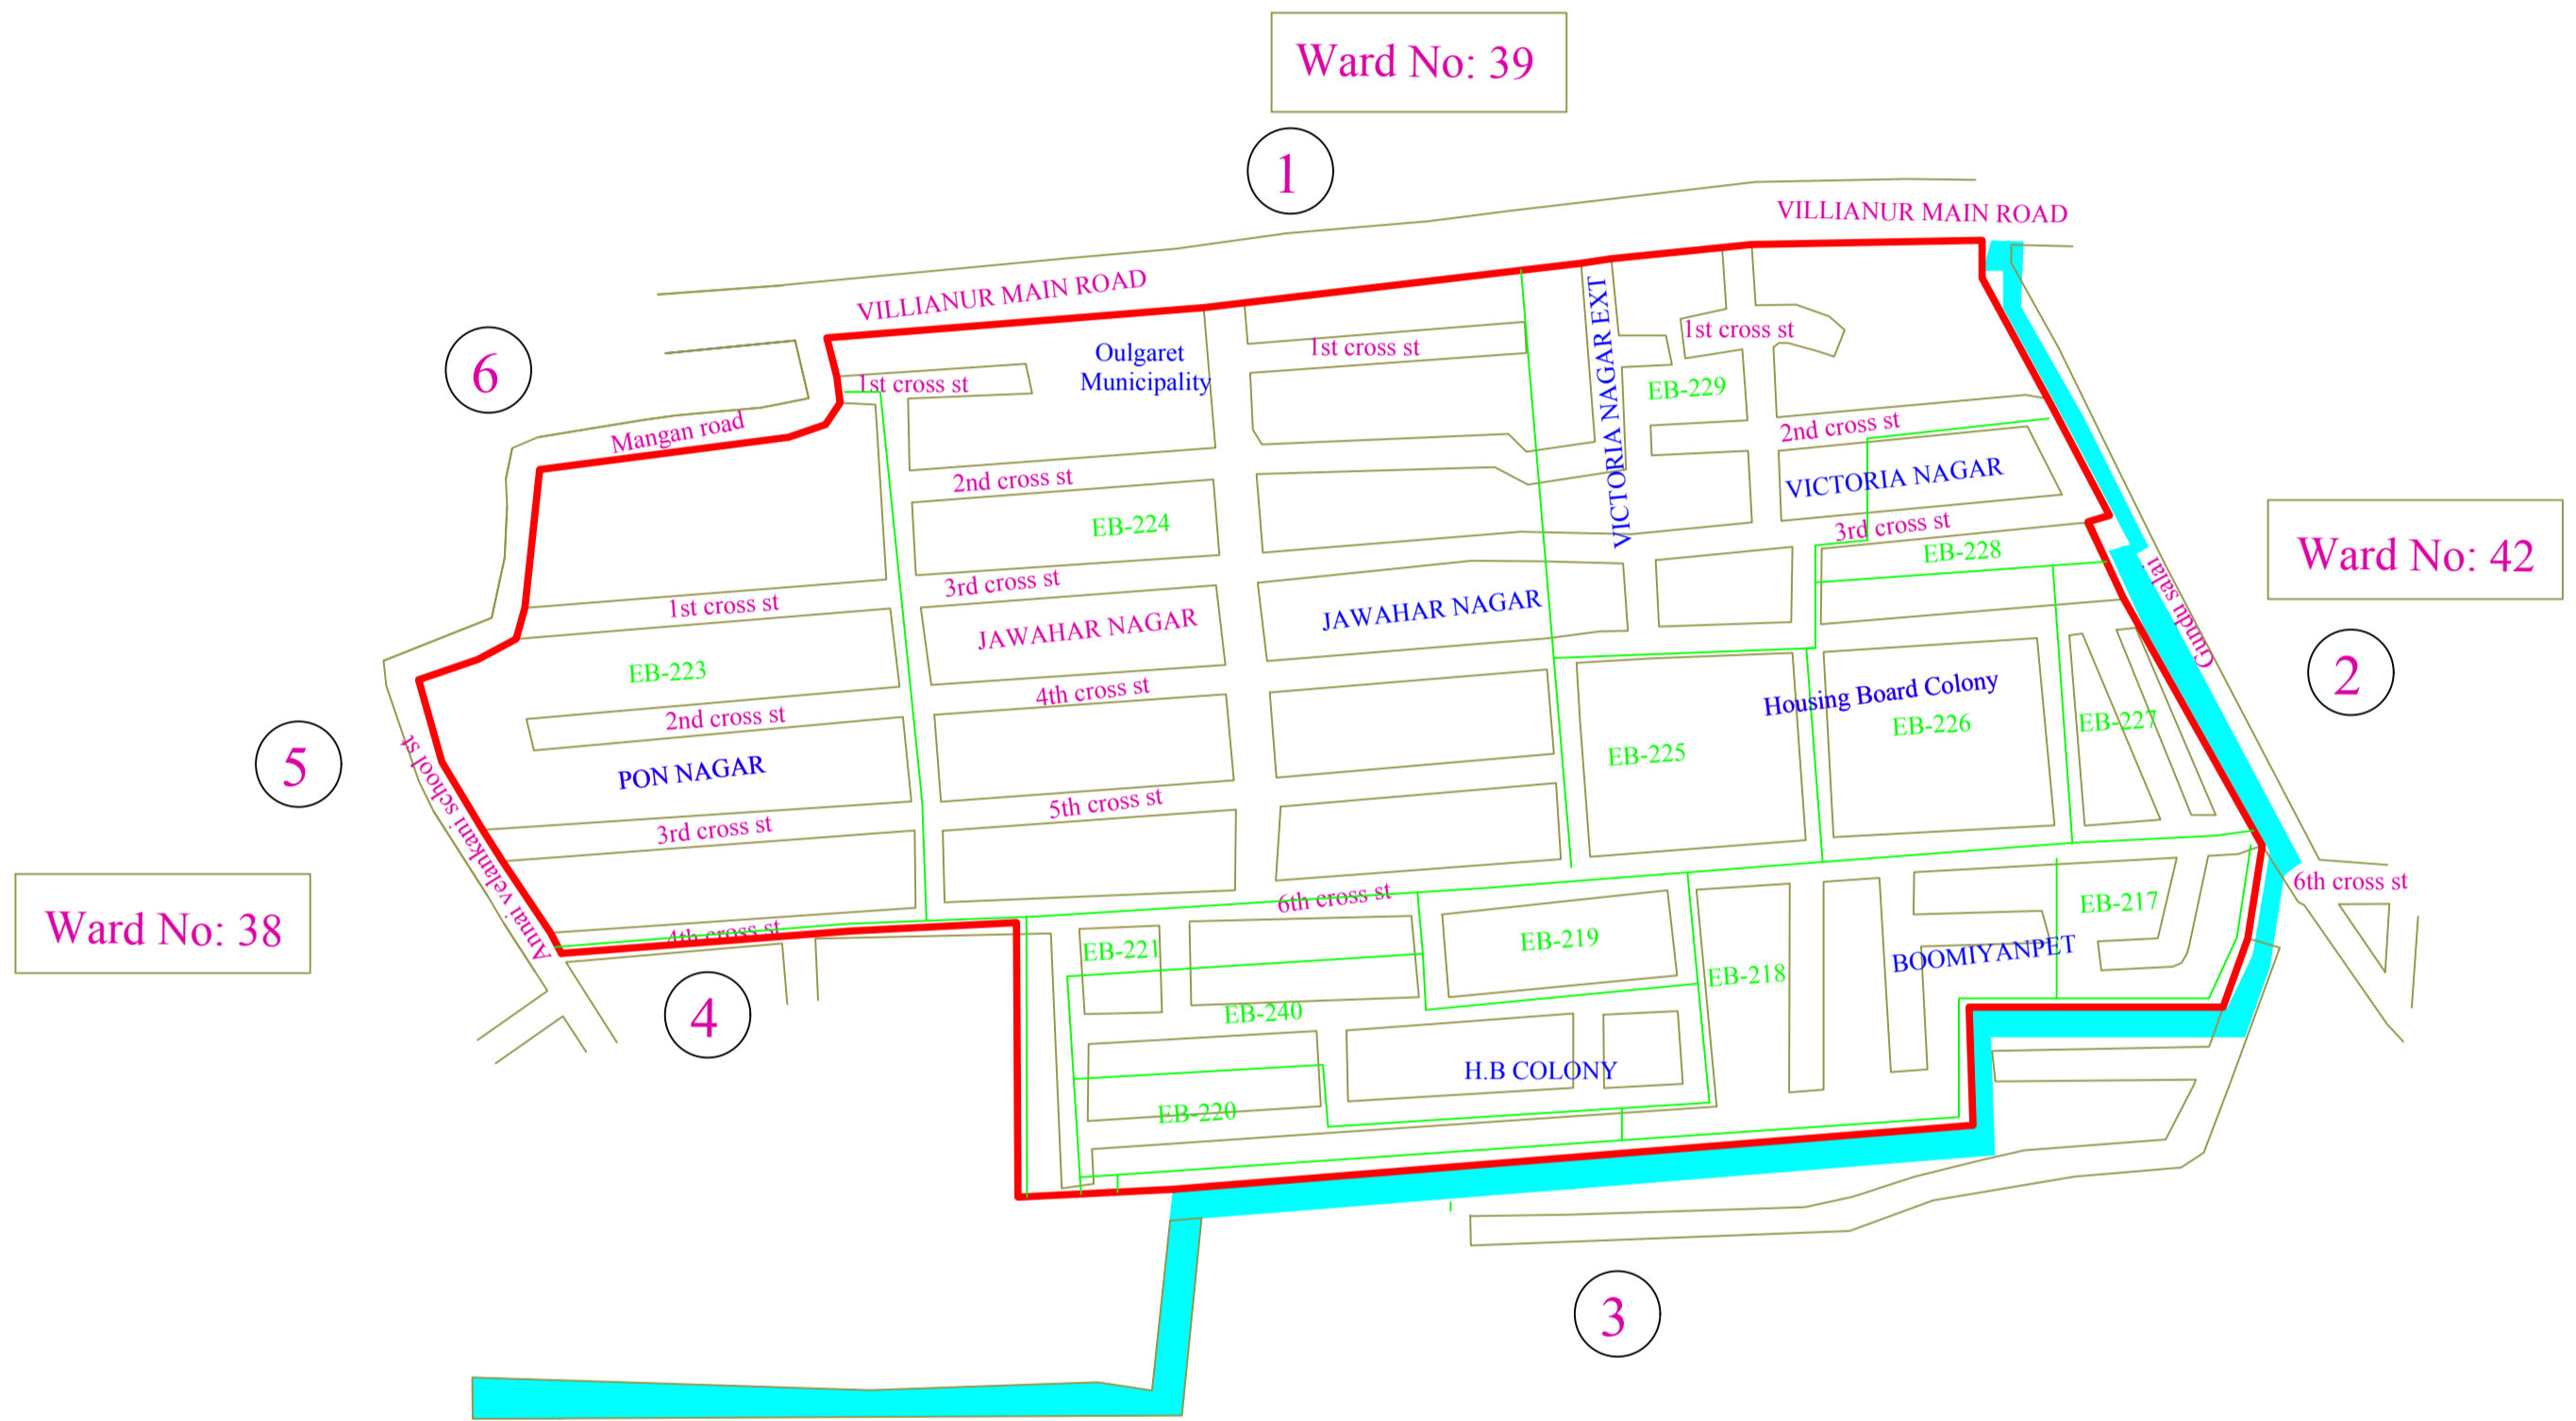 Ward No: 39
1
VILLIANUR MAIN ROAD
VILLIANUR MAIN ROAD
6
Mangan road
1st cross st
Oulgaret
Municipality
1st cross st
VICTORIA NAGAR EXT
1st cross st
EB-229
2nd cross st
VICTORIA NAGAR
3rd cross st
EB-228
2nd cross st
EB-224
3rd cross st
JAWAHAR NAGAR
JAWAHAR NAGAR
4th cross st
5th cross st
1st cross st
EB-223
2nd cross st
PON NAGAR
3rd cross st
4th cross st
Annai velankani school st
5
Ward No: 38
4
Ward No: 42
2
Gundu salai
Housing Board Colony
EB-225
EB-226
EB-227
6th cross st
6th cross st
EB-221
EB-219
EB-218
EB-217
BOOMIYANPET
EB-240
H.B COLONY
EB-220
3